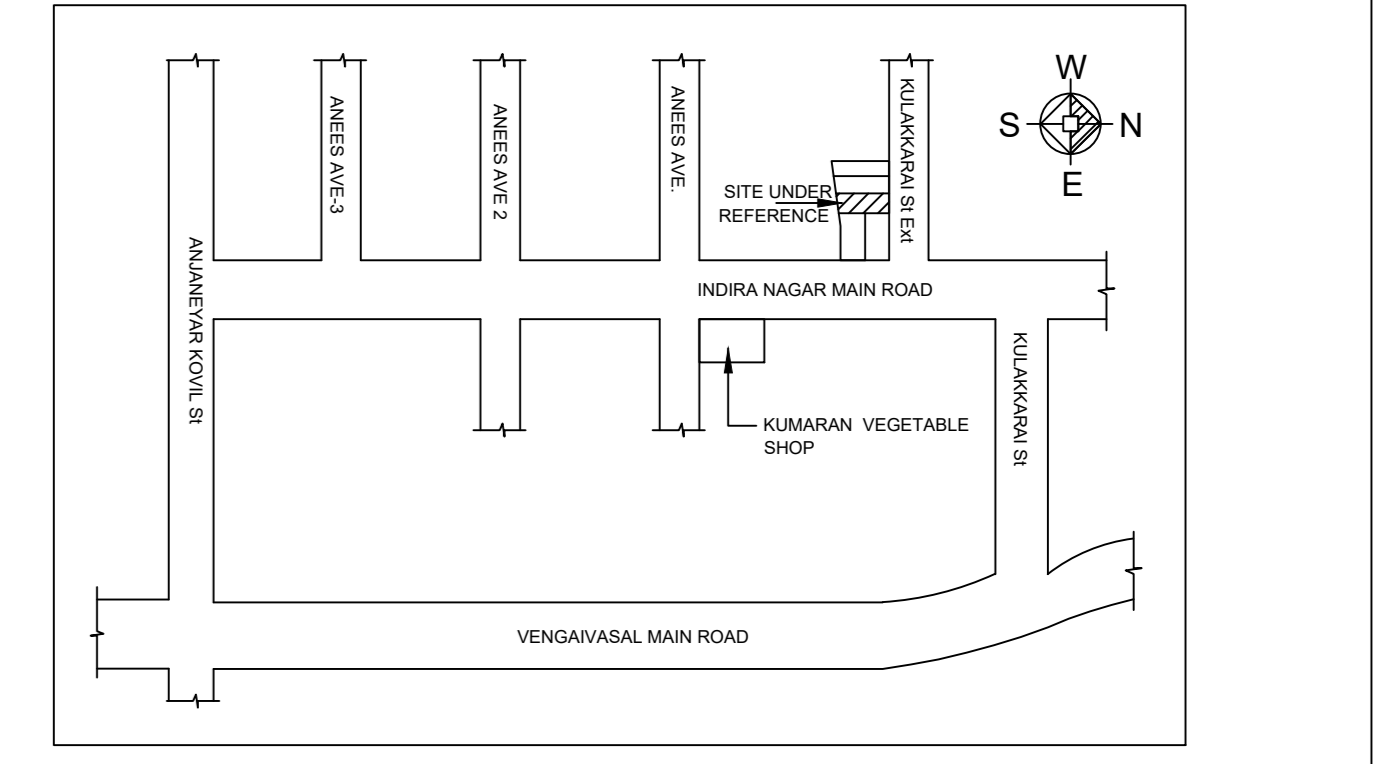 W
S
N
E
ANEES AVE-3
ANEES AVE 2
ANEES AVE.
KULAKKARAI St Ext
SITE UNDER
REFERENCE
ANJANEYAR KOVIL St
INDIRA NAGAR MAIN ROAD
KULAKKARAI St
KUMARAN VEGETABLE
SHOP
VENGAIVASAL MAIN ROAD